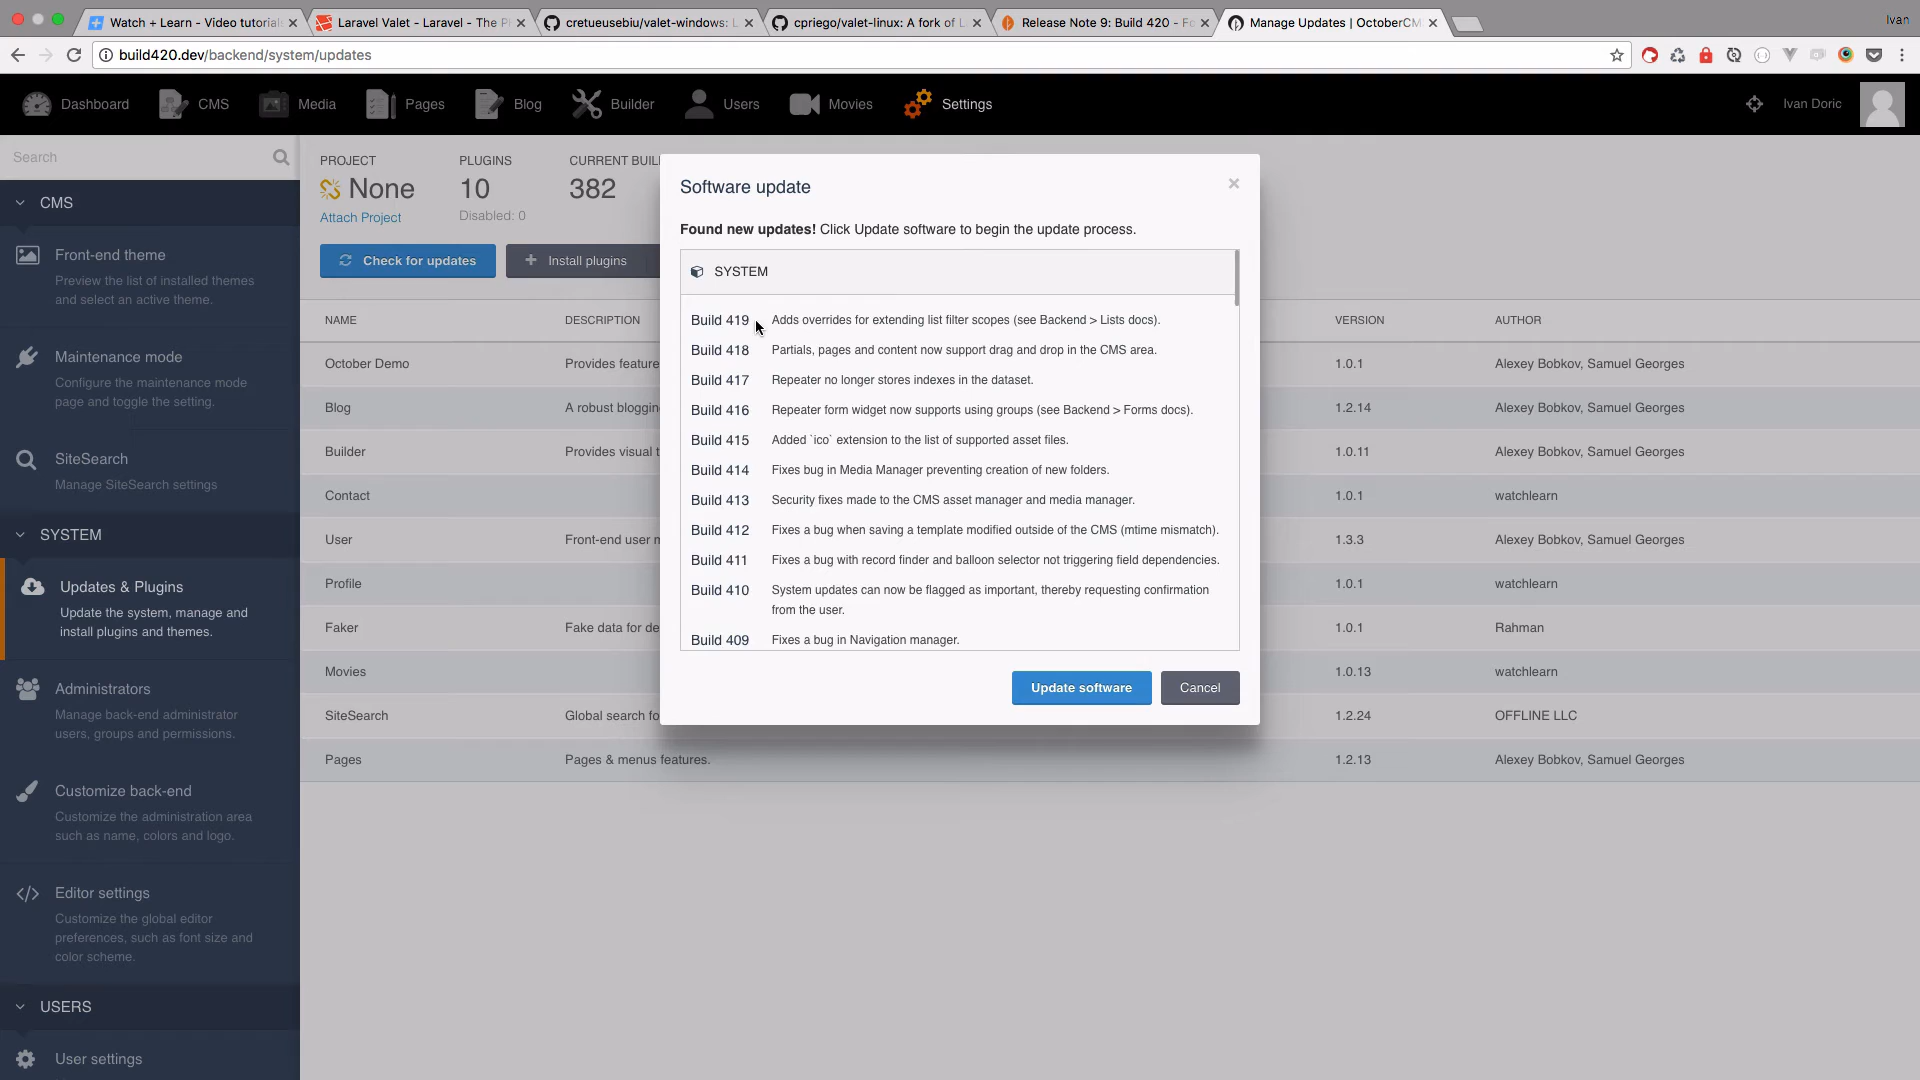 Watch + Learn - Video tutorial
Laravel Valet - Laravel - The P
cretueusebiu/valet-windows: L
cpriego/valet-linux: A fork of L
Release Note 9: Build 420 - Fo
Manage Updates | OctoberCM
Ivan
build420.dev/backend/system/updates
Dashboard
CMS
Media
Pages
Blog
Builder
Users
Movies
Settings
Ivan Doric
Search
CMS
Front-end theme
Preview the list of installed themes
and select an active theme.
Maintenance mode
Configure the maintenance mode
page and toggle the setting.
SiteSearch
Manage SiteSearch settings
SYSTEM
Updates & Plugins
Update the system, manage and
install plugins and themes.
Administrators
Manage back-end administrator
users, groups and permissions.
Customize back-end
Customize the administration area
such as name, colors and logo.
Editor settings
Customize the global editor
preferences, such as font size and
color scheme.
USERS
User settings
PROJECT
None
Attach Project
PLUGINS
10
Disabled: 0
CURRENT BUIL
382
Check for updates
Install plugins
NAME DESCRIPTION VERSION AUTHOR
October Demo Provides feature 1.0.1 Alexey Bobkov, Samuel Georges
Blog A robust bloggin 1.2.14 Alexey Bobkov, Samuel Georges
Builder Provides visual t 1.0.11 Alexey Bobkov, Samuel Georges
Contact 1.0.1 watchlearn
User Front-end user m 1.3.3 Alexey Bobkov, Samuel Georges
Profile 1.0.1 watchlearn
Faker Fake data for de 1.0.1 Rahman
Movies 1.0.13 watchlearn
SiteSearch Global search fo 1.2.24 OFFLINE LLC
Pages Pages & menus features. 1.2.13 Alexey Bobkov, Samuel Georges
Software update
×
Found new updates! Click Update software to begin the update process.
SYSTEM
Build 419 Adds overrides for extending list filter scopes (see Backend > Lists docs).
Build 418 Partials, pages and content now support drag and drop in the CMS area.
Build 417 Repeater no longer stores indexes in the dataset.
Build 416 Repeater form widget now supports using groups (see Backend > Forms docs).
Build 415 Added `ico` extension to the list of supported asset files.
Build 414 Fixes bug in Media Manager preventing creation of new folders.
Build 413 Security fixes made to the CMS asset manager and media manager.
Build 412 Fixes a bug when saving a template modified outside of the CMS (mtime mismatch).
Build 411 Fixes a bug with record finder and balloon selector not triggering field dependencies.
Build 410 System updates can now be flagged as important, thereby requesting confirmation
from the user.
Build 409 Fixes a bug in Navigation manager.
Update software
Cancel